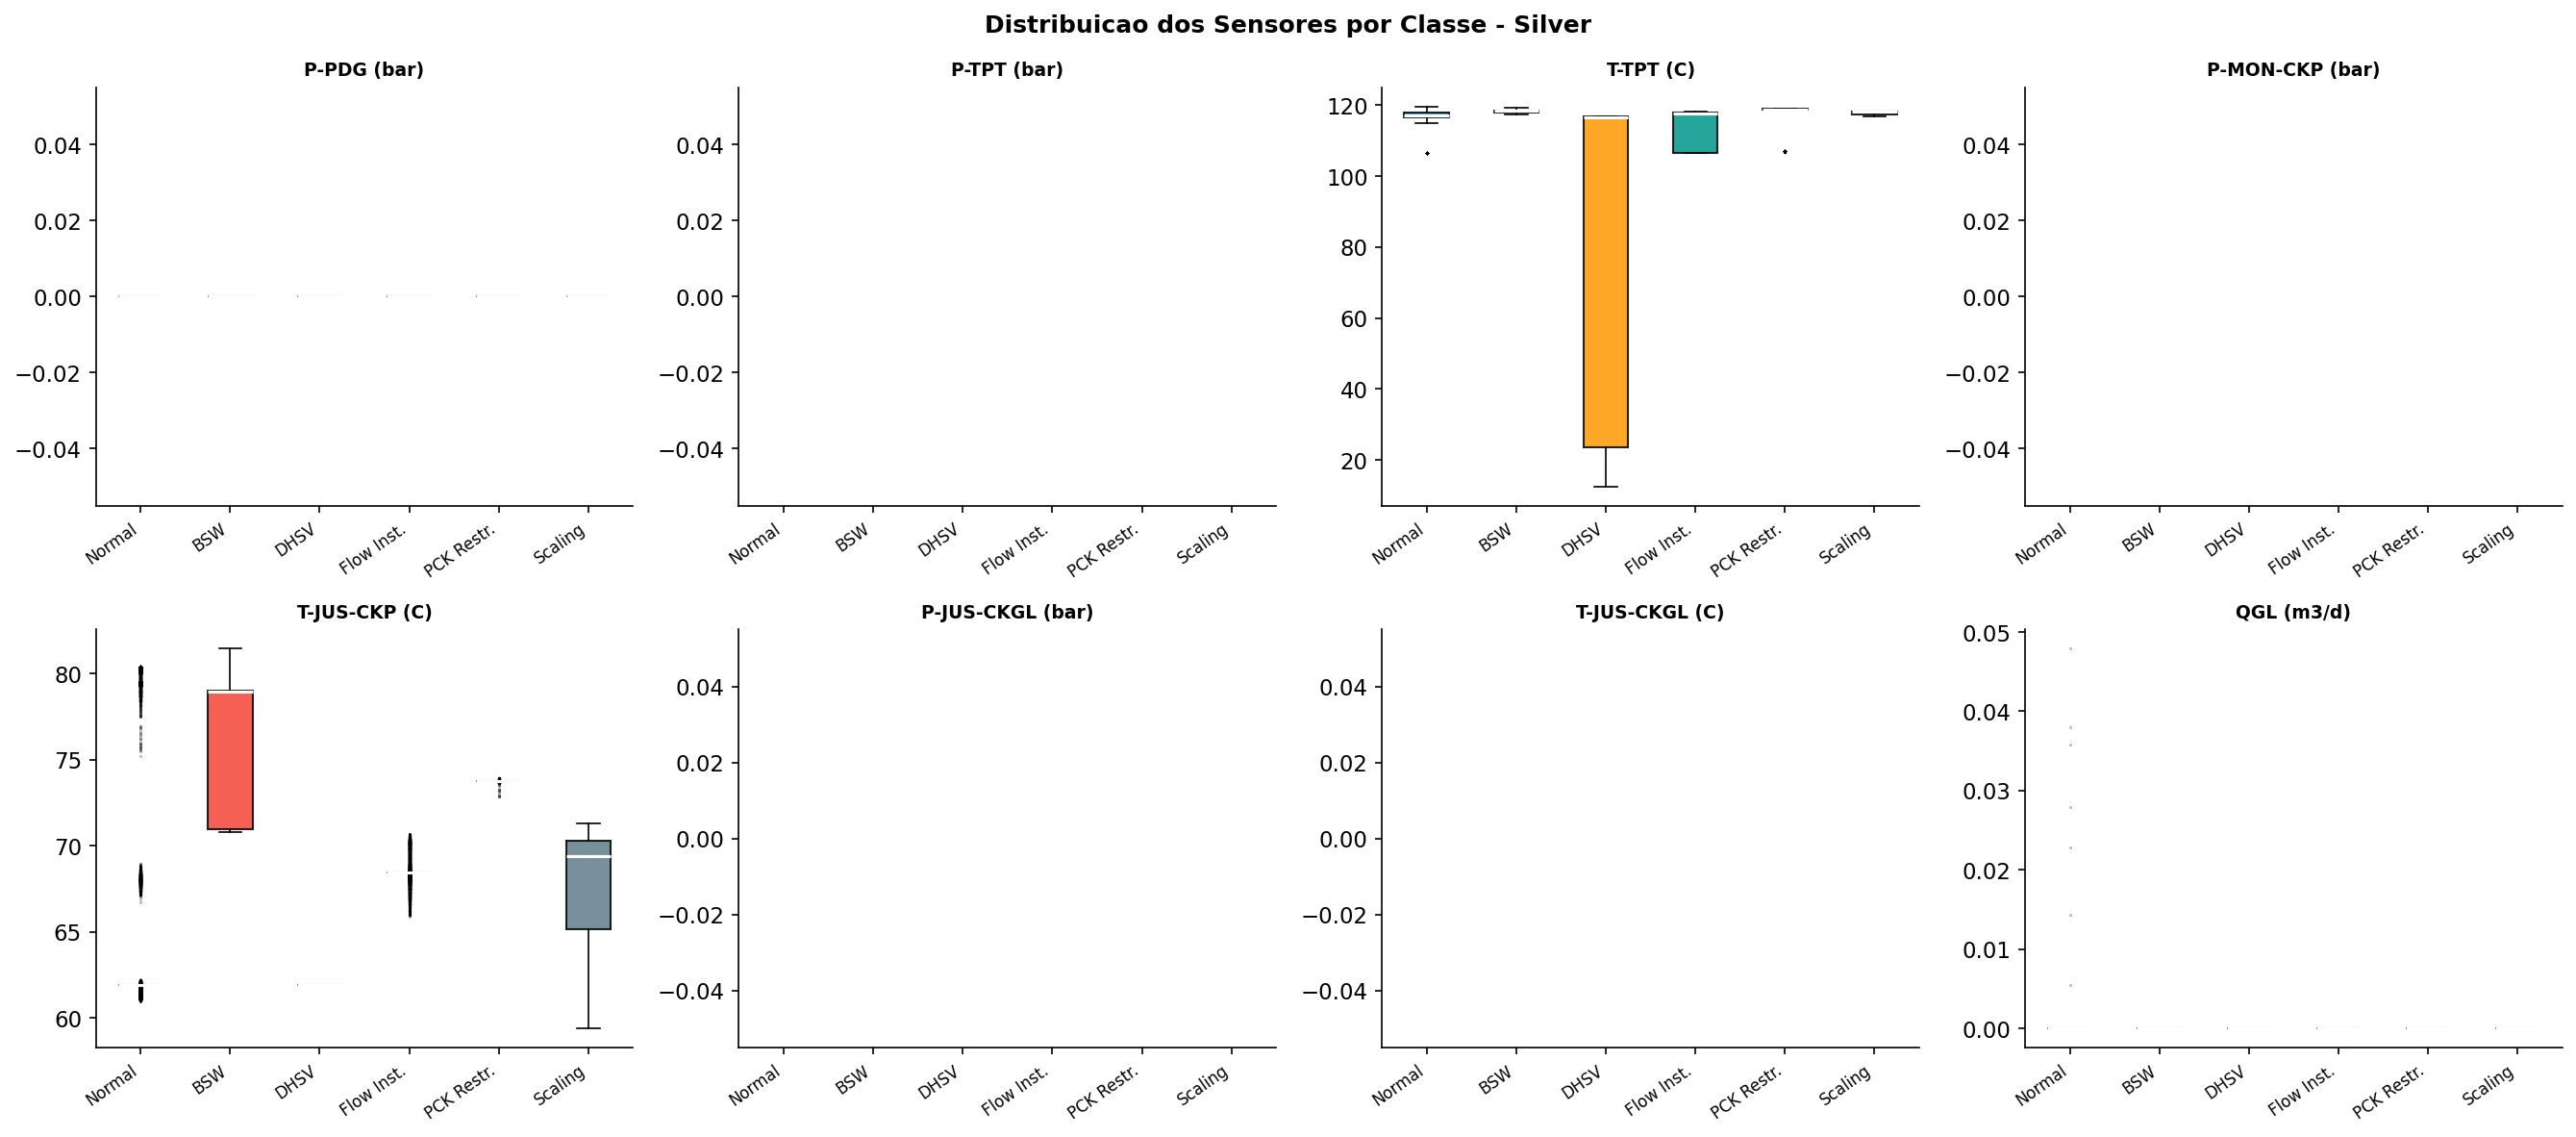 Distribuicao dos Sensores por Classe - Silver
P-PDG (bar)
0.04
0.02
0.00
−0.02
−0.04
Normal
BSW
DHSV
Flow Inst.
PCK Restr.
Scaling
P-TPT (bar)
0.04
0.02
0.00
−0.02
−0.04
Normal
BSW
DHSV
Flow Inst.
PCK Restr.
Scaling
T-TPT (C)
120
100
80
60
40
20
Normal
BSW
DHSV
Flow Inst.
PCK Restr.
Scaling
P-MON-CKP (bar)
0.04
0.02
0.00
−0.02
−0.04
Normal
BSW
DHSV
Flow Inst.
PCK Restr.
Scaling
T-JUS-CKP (C)
80
75
70
65
60
Normal
BSW
DHSV
Flow Inst.
PCK Restr.
Scaling
P-JUS-CKGL (bar)
0.04
0.02
0.00
−0.02
−0.04
Normal
BSW
DHSV
Flow Inst.
PCK Restr.
Scaling
T-JUS-CKGL (C)
0.04
0.02
0.00
−0.02
−0.04
Normal
BSW
DHSV
Flow Inst.
PCK Restr.
Scaling
QGL (m3/d)
0.05
0.04
0.03
0.02
0.01
0.00
Normal
BSW
DHSV
Flow Inst.
PCK Restr.
Scaling